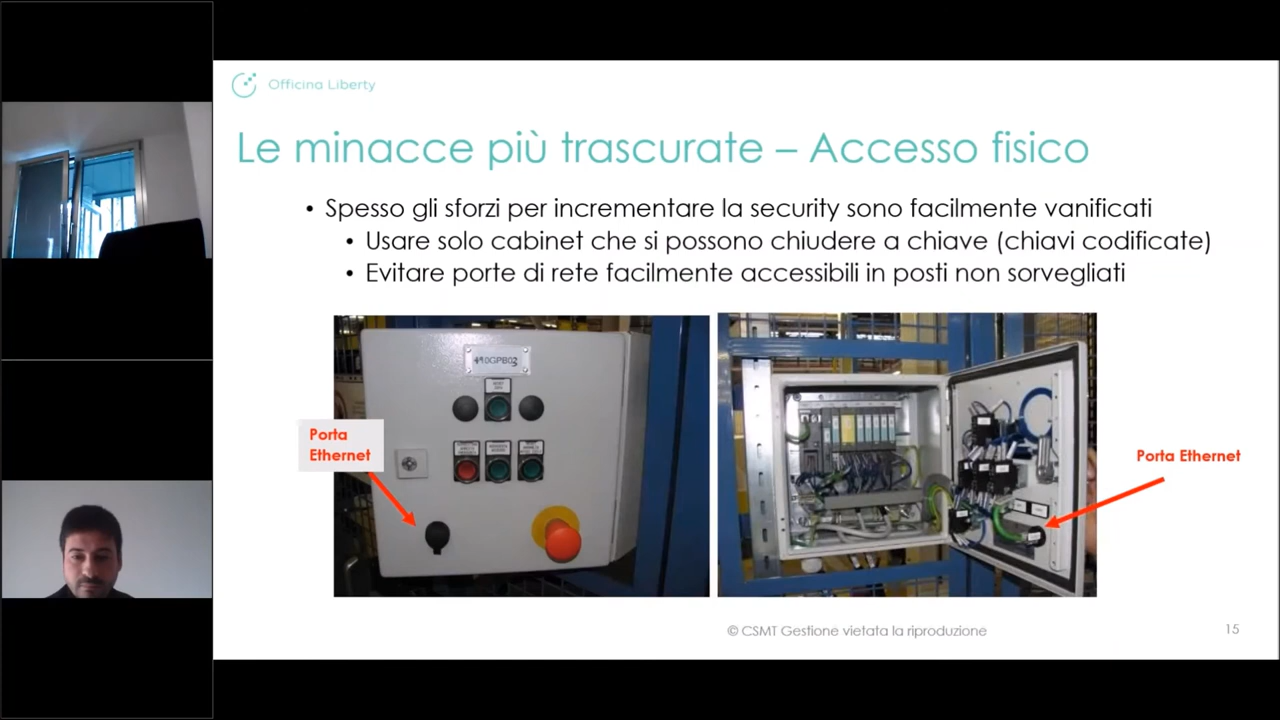 Officina Liberty
Le minacce più trascurate – Accesso fisico
• Spesso gli sforzi per incrementare la security sono facilmente vanificati
• Usare solo cabinet che si possono chiudere a chiave (chiavi codificate)
• Evitare porte di rete facilmente accessibili in posti non sorvegliati
Porta
Ethernet
Porta Ethernet
© CSMT Gestione vietata la riproduzione
15